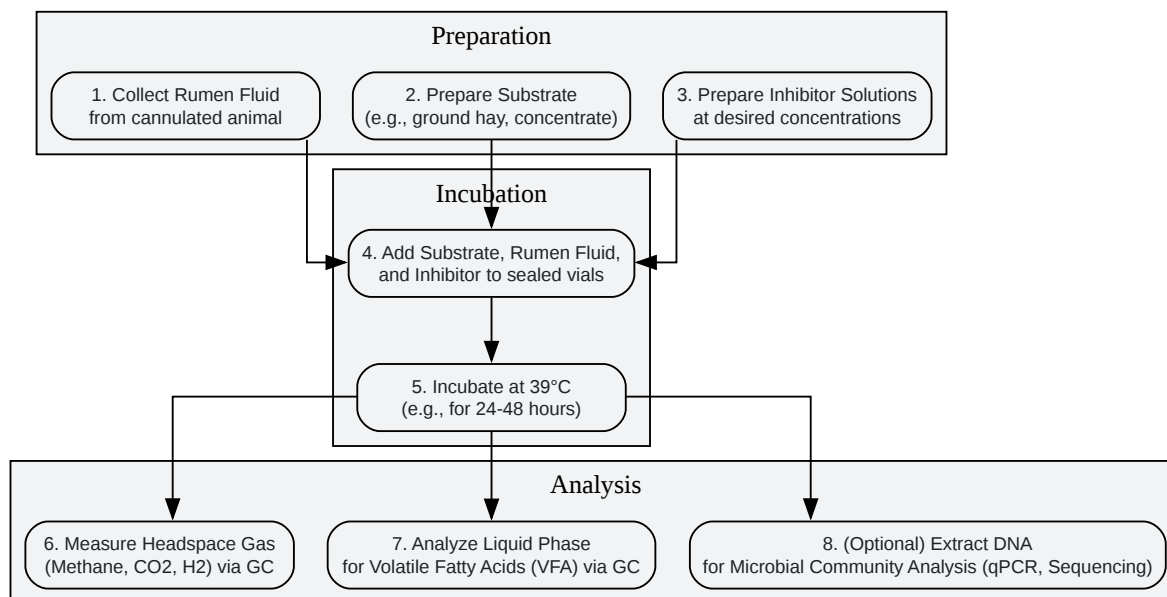 Preparation
1. Collect Rumen Fluid
from cannulated animal
2. Prepare Substrate
(e.g., ground hay, concentrate)
3. Prepare Inhibitor Solutions
at desired concentrations
Incubation
4. Add Substrate, Rumen Fluid,
and Inhibitor to sealed vials
5. Incubate at 39°C
(e.g., for 24-48 hours)
Analysis
6. Measure Headspace Gas
(Methane, CO2, H2) via GC
7. Analyze Liquid Phase
for Volatile Fatty Acids (VFA) via GC
8. (Optional) Extract DNA
for Microbial Community Analysis (qPCR, Sequencing)